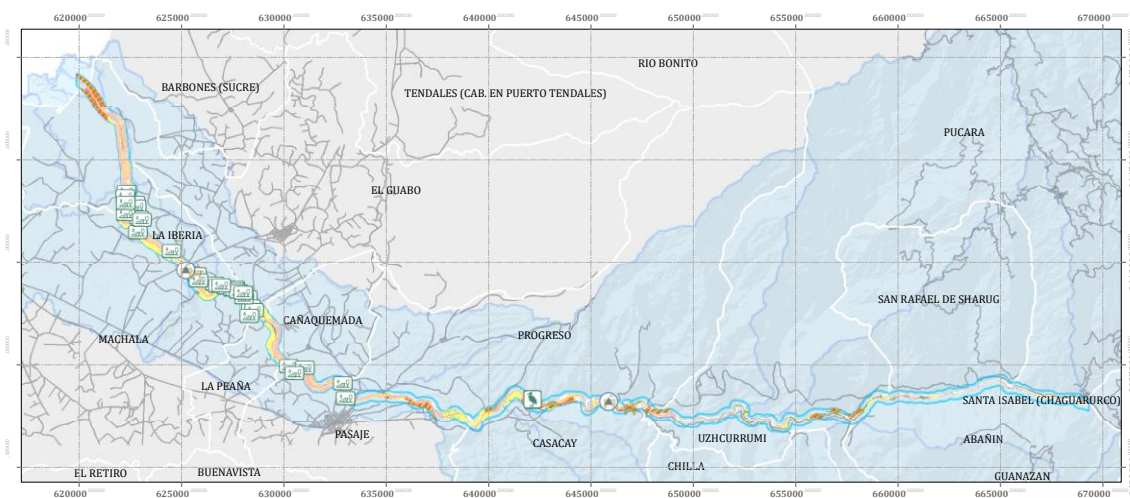 620000 625000 630000 635000 640000 645000 650000 655000 660000 665000 670000
RIO BONITO
BARBONES (SUCRE)
TENDALES (CAB. EN PUERTO TENDALES)
PUCARA
EL GUABO
LA IBERIA
SAN RAFAEL DE SHARUG
CAÑAQUEMADA
MACHALA
PROGRESO
LA PEAÑA
SANTA ISABEL (CHAGUARURCO)
PASAJE
UZHCURRUMI
ABAÑIN
CASACAY
CHILLA
EL RETIRO
BUENAVISTA
GUANAZAN
620000 625000 630000 635000 640000 645000 650000 655000 660000 665000 670000